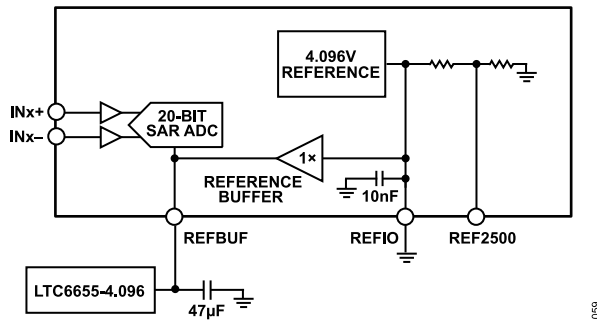 4.096V
REFERENCE
INx+
INx–
20-BIT
SAR ADC
1×
REFERENCE
BUFFER
10nF
REFBUF
REFIO
REF2500
LTC6655-4.096
47µF
059